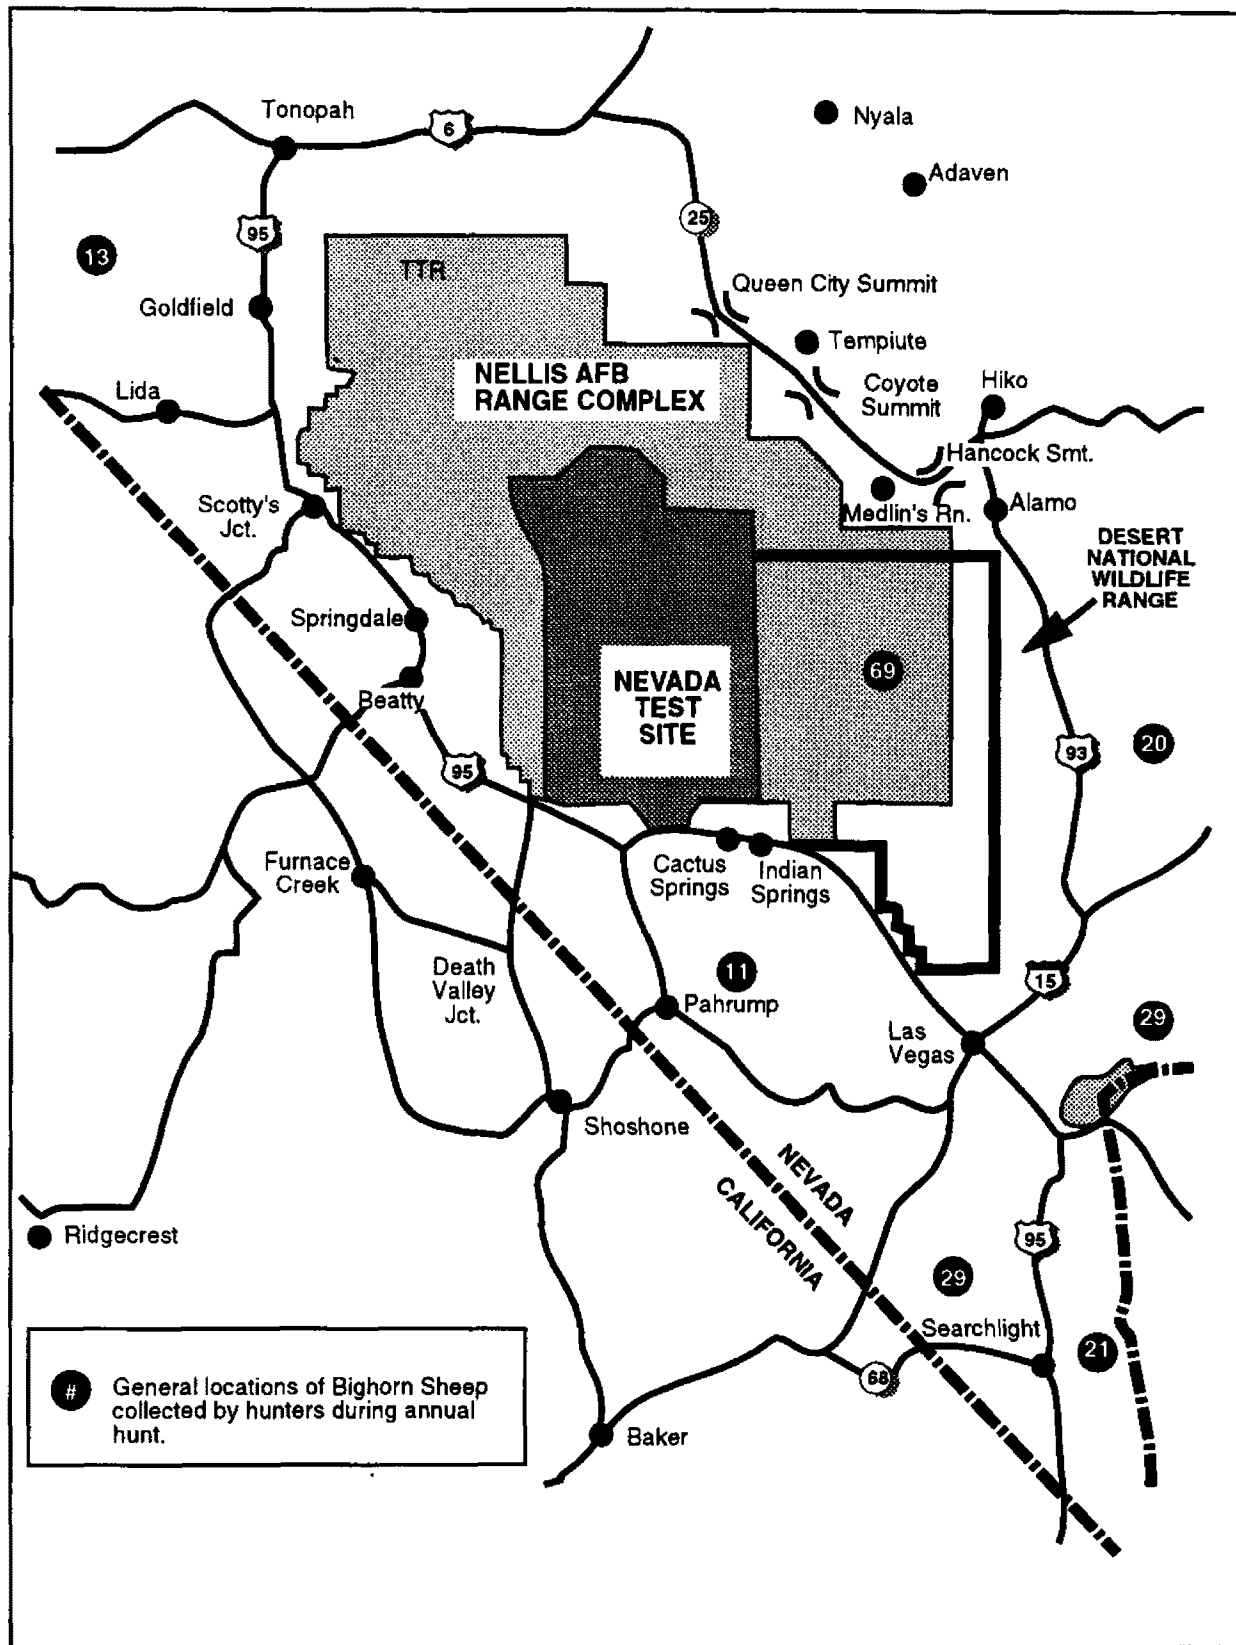 Tonopah
6
Nyala
Adaven
25
95
13
TTR
Queen City Summit
Goldfield
Tempiute
NELLIS AFB
RANGE COMPLEX
Lida
Coyote
Summit
Hiko
Hancock Smt.
Scotty's
Jct.
Medlin's Rn.
Alamo
DESERT
NATIONAL
WILDLIFE
RANGE
Springdale
69
NEVADA
TEST
SITE
Beatty
20
93
95
Furnace
Creek
Cactus
Springs
Indian
Springs
Death
Valley
Jct.
11
Pahrump
15
29
Las
Vegas
Shoshone
NEVADA
CALIFORNIA
Ridgecrest
95
29
Searchlight
21
68
#
General locations of Bighorn Sheep
collected by hunters during annual
hunt.
Baker